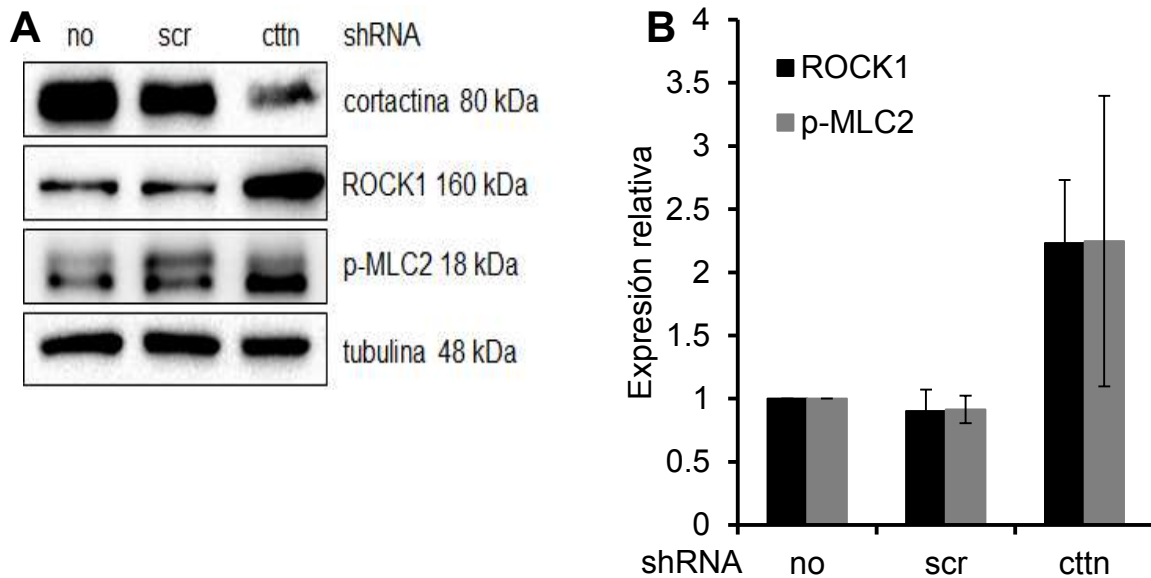 A
no scr cttn shRNA
cortactina 80 kDa
ROCK1 160 kDa
p-MLC2 18 kDa
tubulina 48 kDa
B
Expresión relativa
4
3.5
3
2.5
2
1.5
1
0.5
0
ROCK1
p-MLC2
shRNA no scr cttn